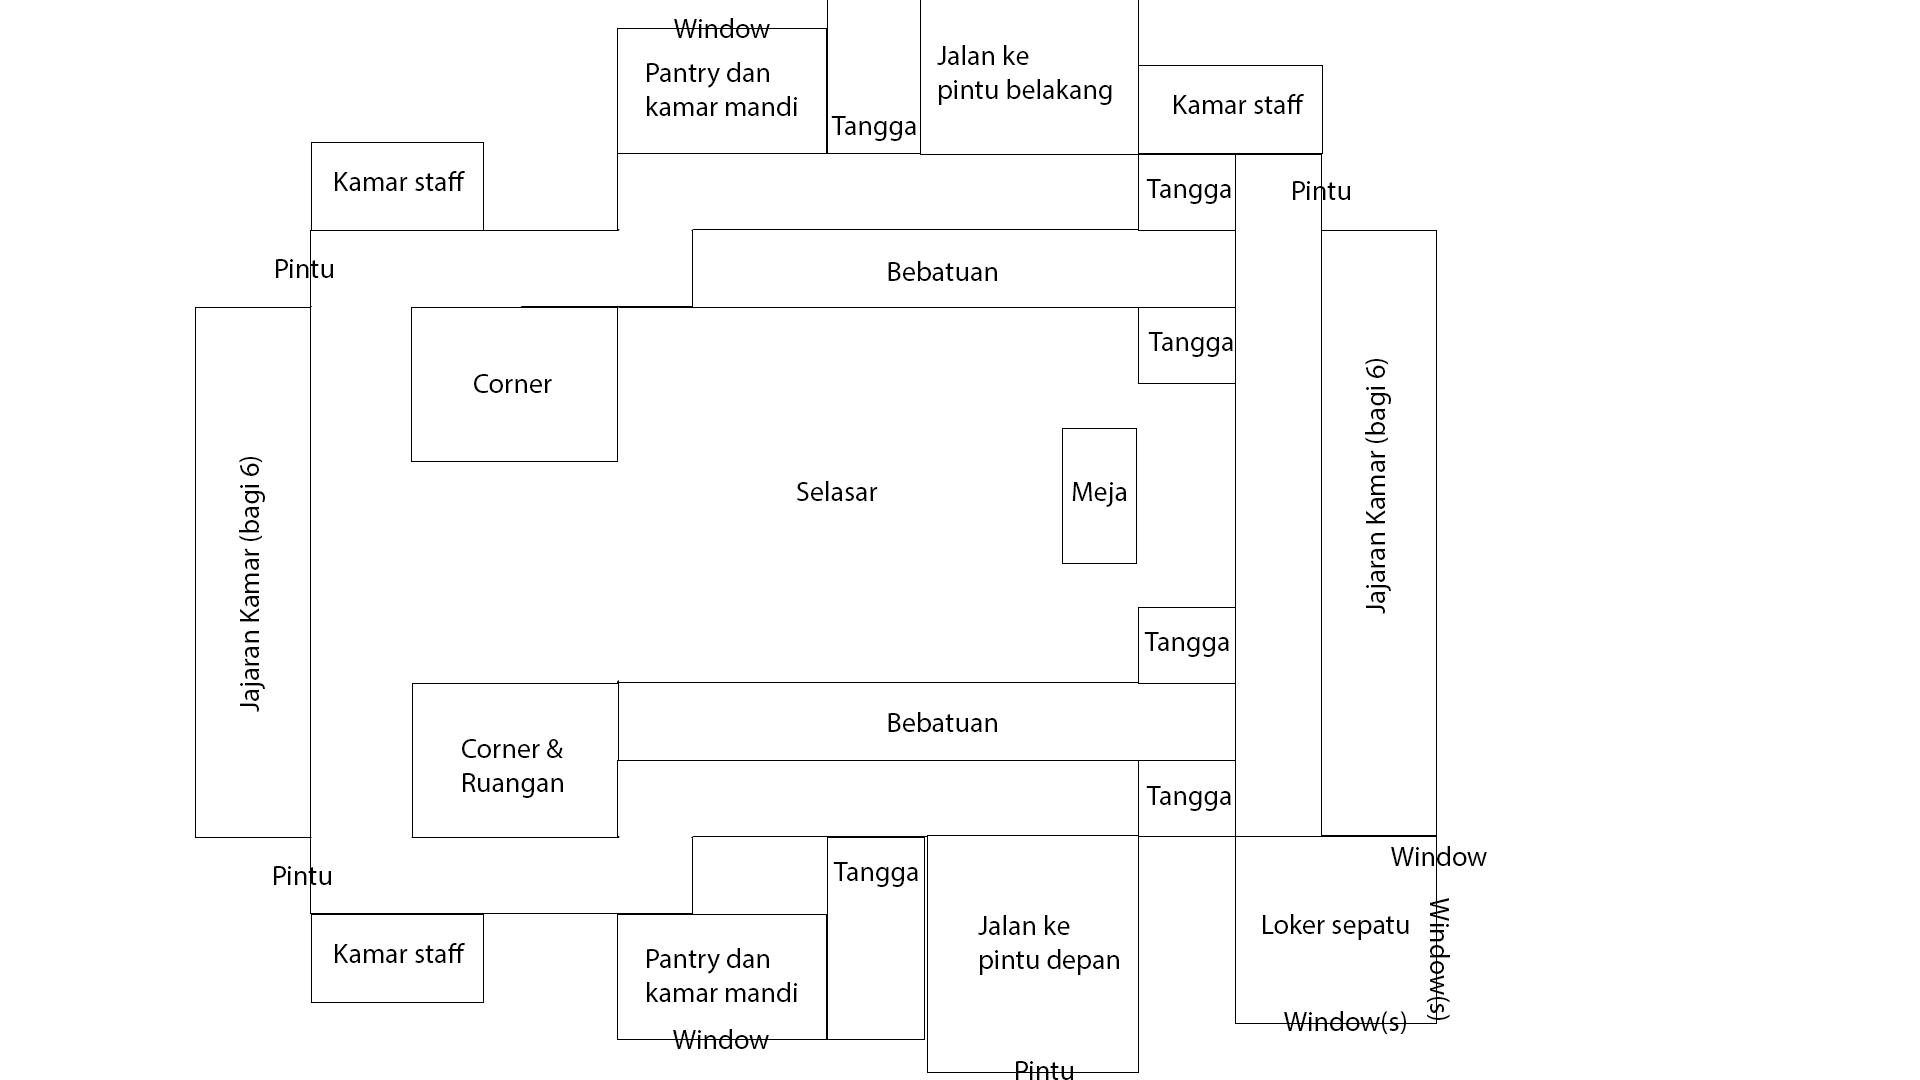 Window
Pantry dan
kamar mandi
Tangga
Jalan ke
pintu belakang
Kamar staff
Kamar staff
Tangga
Pintu
Pintu
Bebatuan
Tangga
Corner
Selasar
Meja
Jajaran Kamar (bagi 6)
Jajaran Kamar (bagi 6)
Tangga
Bebatuan
Corner &
Ruangan
Tangga
Pintu
Tangga
Window
Kamar staff
Pantry dan
kamar mandi
Window
Jalan ke
pintu depan
Pintu
Loker sepatu
Window(s)
Window(s)